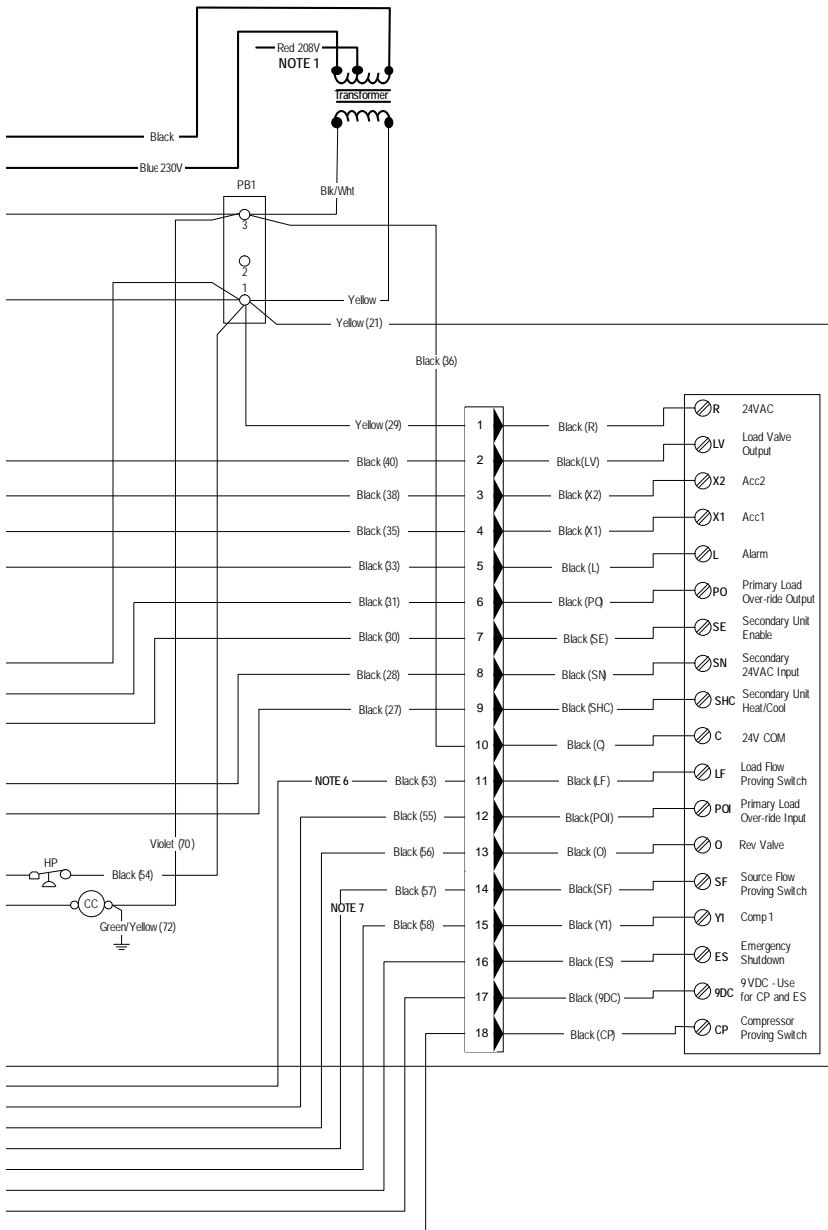 Red 208V
NOTE 1
Transformer
Black
Blue 230V
PB1
Blk/Wht
3
2
1
Yellow
Yellow (21)
Black (36)
Yellow (29) 1 Black (R) R 24VAC
Black (40) 2 Black(LV) LV Load Valve
Output
Black (38) 3 Black (X2) X2 Acc2
Black (35) 4 Black (X1) X1 Acc1
Black (33) 5 Black (L) L Alarm
Black (31) 6 Black (PO) PO Primary Load
Over-ride Output
Black (30) 7 Black (SE) SE Secondary Unit
Enable
Black (28) 8 Black (SN) SN Secondary
24VAC Input
Black (27) 9 Black (SHC) SHC Secondary Unit
Heat/Cool
10 Black (C) C 24V COM
NOTE 6 Black (53) 11 Black (LF) LF Load Flow
Proving Switch
Black (55) 12 Black(POI) POI Primary Load
Over-ride Input
Violet (70)
Black (56) 13 Black (O) O Rev Valve
HP
Black (54)
Black (57) 14 Black(SF) SF Source Flow
Proving Switch
CC
NOTE 7
Green/Yellow (72)
Black (58) 15 Black (Y1) Y1 Comp 1
16 Black (ES) ES Emergency
Shutdown
17 Black (9DC) 9DC 9VDC - Use
for CP and ES
18 Black (CP) CP Compressor
Proving Switch